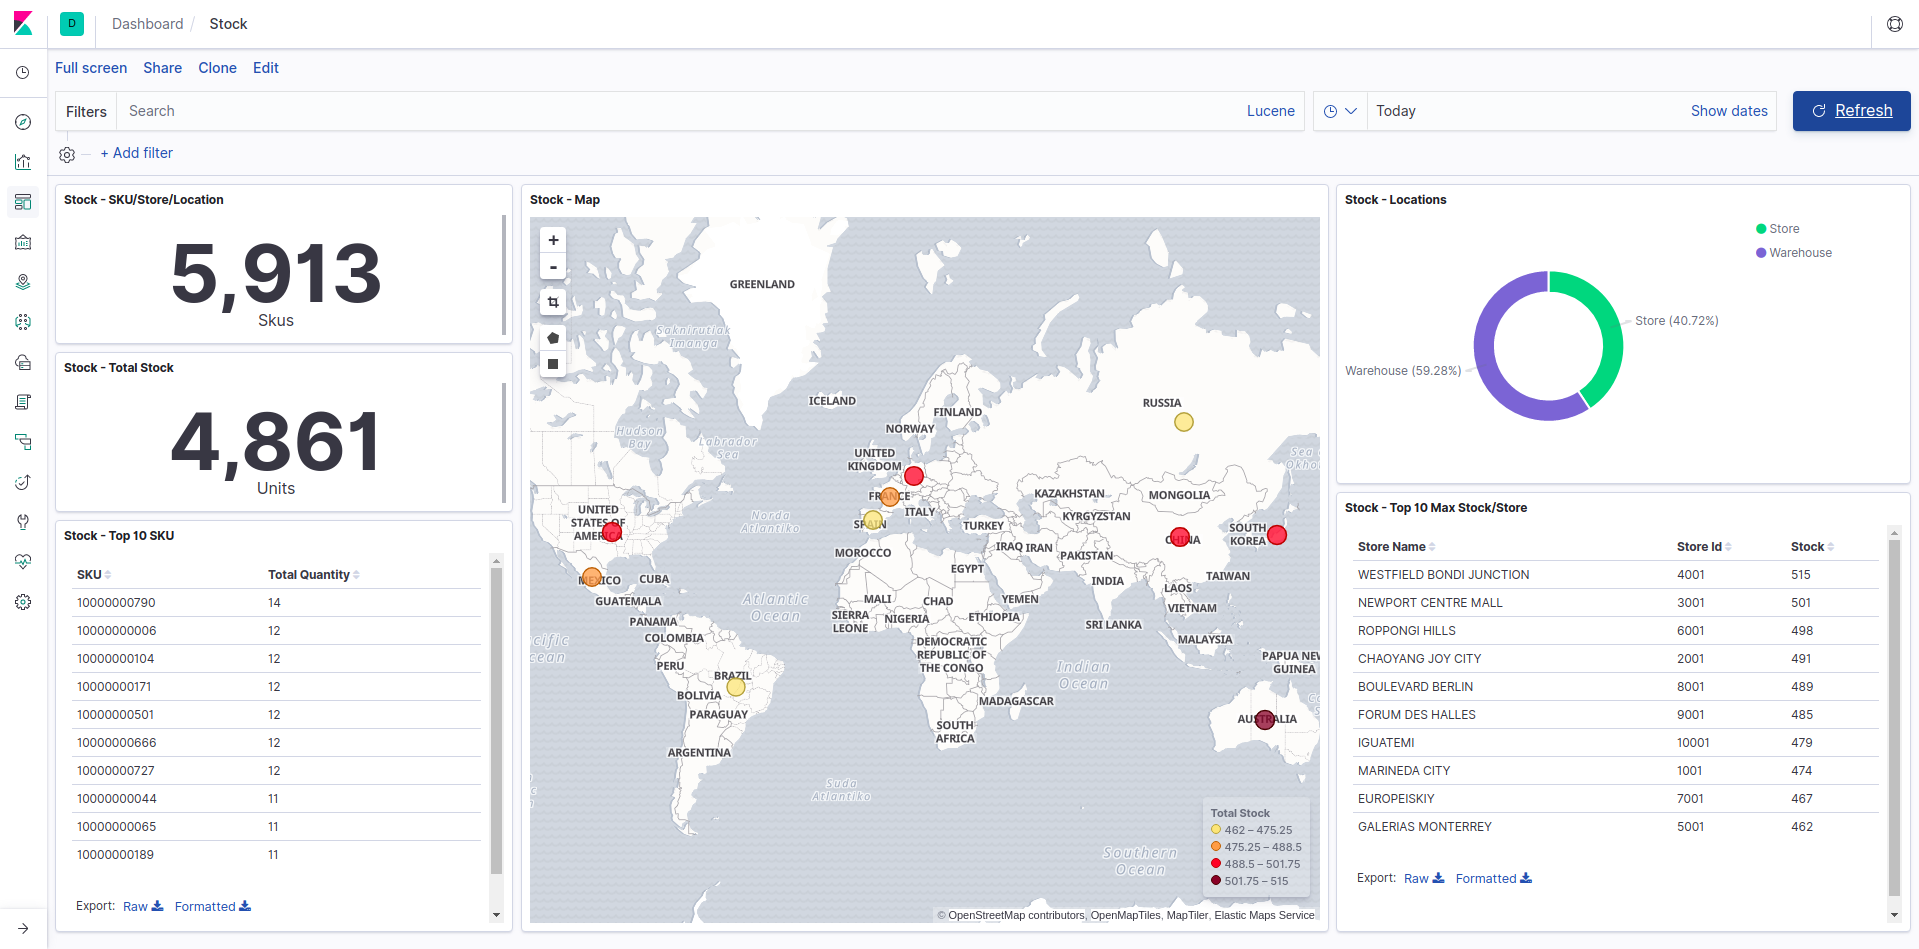 D Dashboard / Stock
Full screen Share Clone Edit
Filters Search Lucene Today Show dates Refresh
+ Add filter
Stock - SKU/Store/Location
5,913
Skus
Stock - Total Stock
4,861
Units
Stock - Top 10 SKU
SKU Total Quantity
10000000790 14
10000000006 12
10000000104 12
10000000171 12
10000000501 12
10000000666 12
10000000727 12
10000000044 11
10000000065 11
10000000189 11
Export: Raw Formatted
Stock - Map
+
-
GREENLAND
Saknirutiak
Imanga
ICELAND
FINLAND
RUSSIA
NORWAY
Hudson
Bay
Labrador
Sea
Sea
Okho
UNITED
KINGDOM
FRANCE
KAZAKHSTAN
MONGOLIA
UNITED
STATES OF
AMERICA
Norda
Atlantiko
SPAIN
ITALY
TURKEY
KYRGYZSTAN
SOUTH
KOREA
CHINA
MOROCCO
IRAQ
IRAN
PAKISTAN
MEXICO
CUBA
EGYPT
INDIA
TAIWAN
LAOS
GUATEMALA
Atlantic
Ocean
MALI
CHAD
YEMEN
VIETNAM
PANAMA
SIERRA
LEONE
NIGERIA
ETHIOPIA
SRI LANKA
COLOMBIA
cific
cean
DEMOCRATIC
REPUBLIC OF
THE CONGO
MALAYSIA
PERU
BRAZIL
Indian
Ocean
PAPUA NEW
GUINEA
BOLIVIA
MADAGASCAR
PARAGUAY
AUSTRALIA
SOUTH
AFRICA
ARGENTINA
Suda
Atlantiko
Southern
Ocean
Total Stock
462 – 475.25
475.25 – 488.5
488.5 – 501.75
501.75 – 515
© OpenStreetMap contributors, OpenMapTiles, MapTiler, Elastic Maps Service
Stock - Locations
Store
Warehouse
Store (40.72%)
Warehouse (59.28%)
Stock - Top 10 Max Stock/Store
Store Name Store Id Stock
WESTFIELD BONDI JUNCTION 4001 515
NEWPORT CENTRE MALL 3001 501
ROPPONGI HILLS 6001 498
CHAOYANG JOY CITY 2001 491
BOULEVARD BERLIN 8001 489
FORUM DES HALLES 9001 485
IGUATEMI 10001 479
MARINEDA CITY 1001 474
EUROPEISKIY 7001 467
GALERIAS MONTERREY 5001 462
Export: Raw Formatted